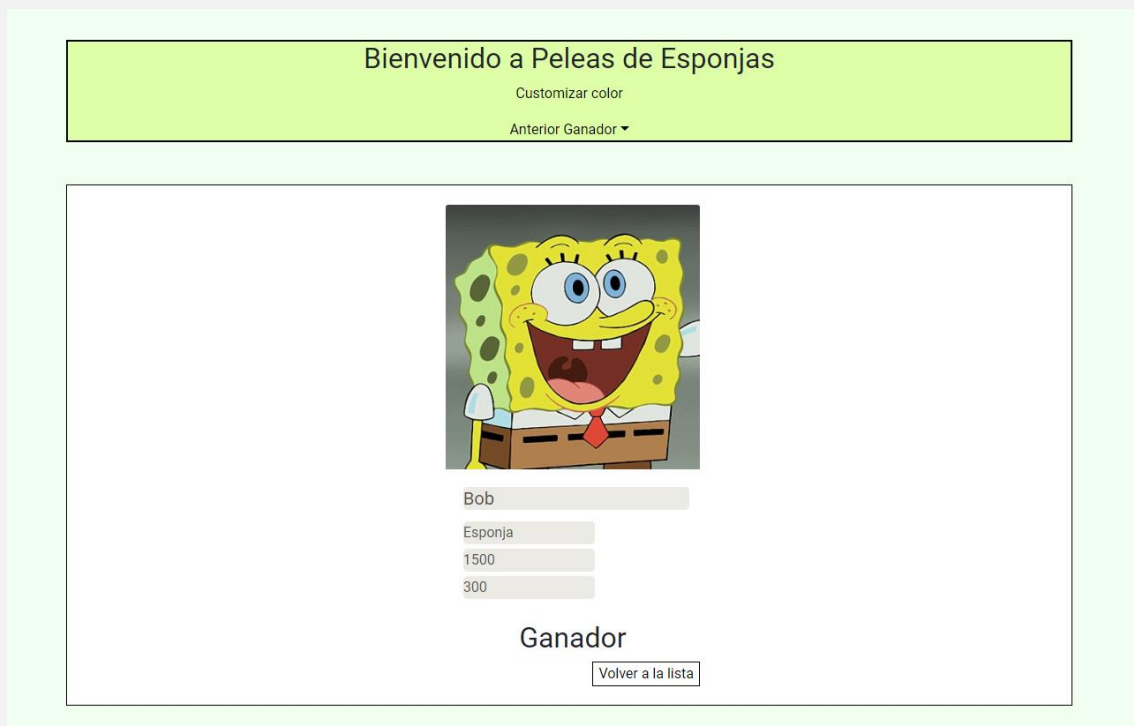 Bienvenido a Peleas de Esponjas
Customizar color
Anterior Ganador
Bob
Esponja
1500
300
Ganador
Volver a la lista